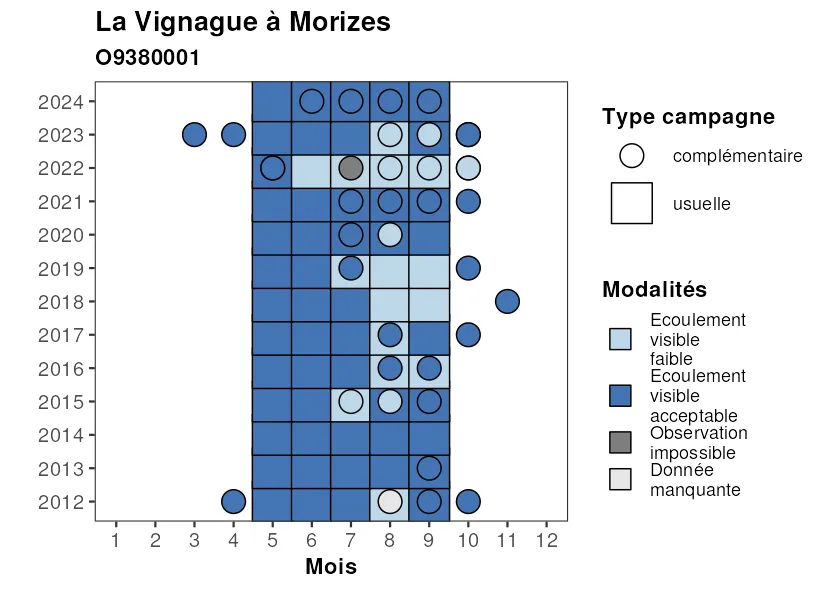 La Vignague à Morizes
O9380001
2024
2023
2022
2021
2020
2019
2018
2017
2016
2015
2014
2013
2012
1 2 3 4 5 6 7 8 9 10 11 12
Mois
Type campagne
complémentaire
usuelle
Modalités
Ecoulement
visible
faible
Ecoulement
visible
acceptable
Observation
impossible
Donnée
manquante